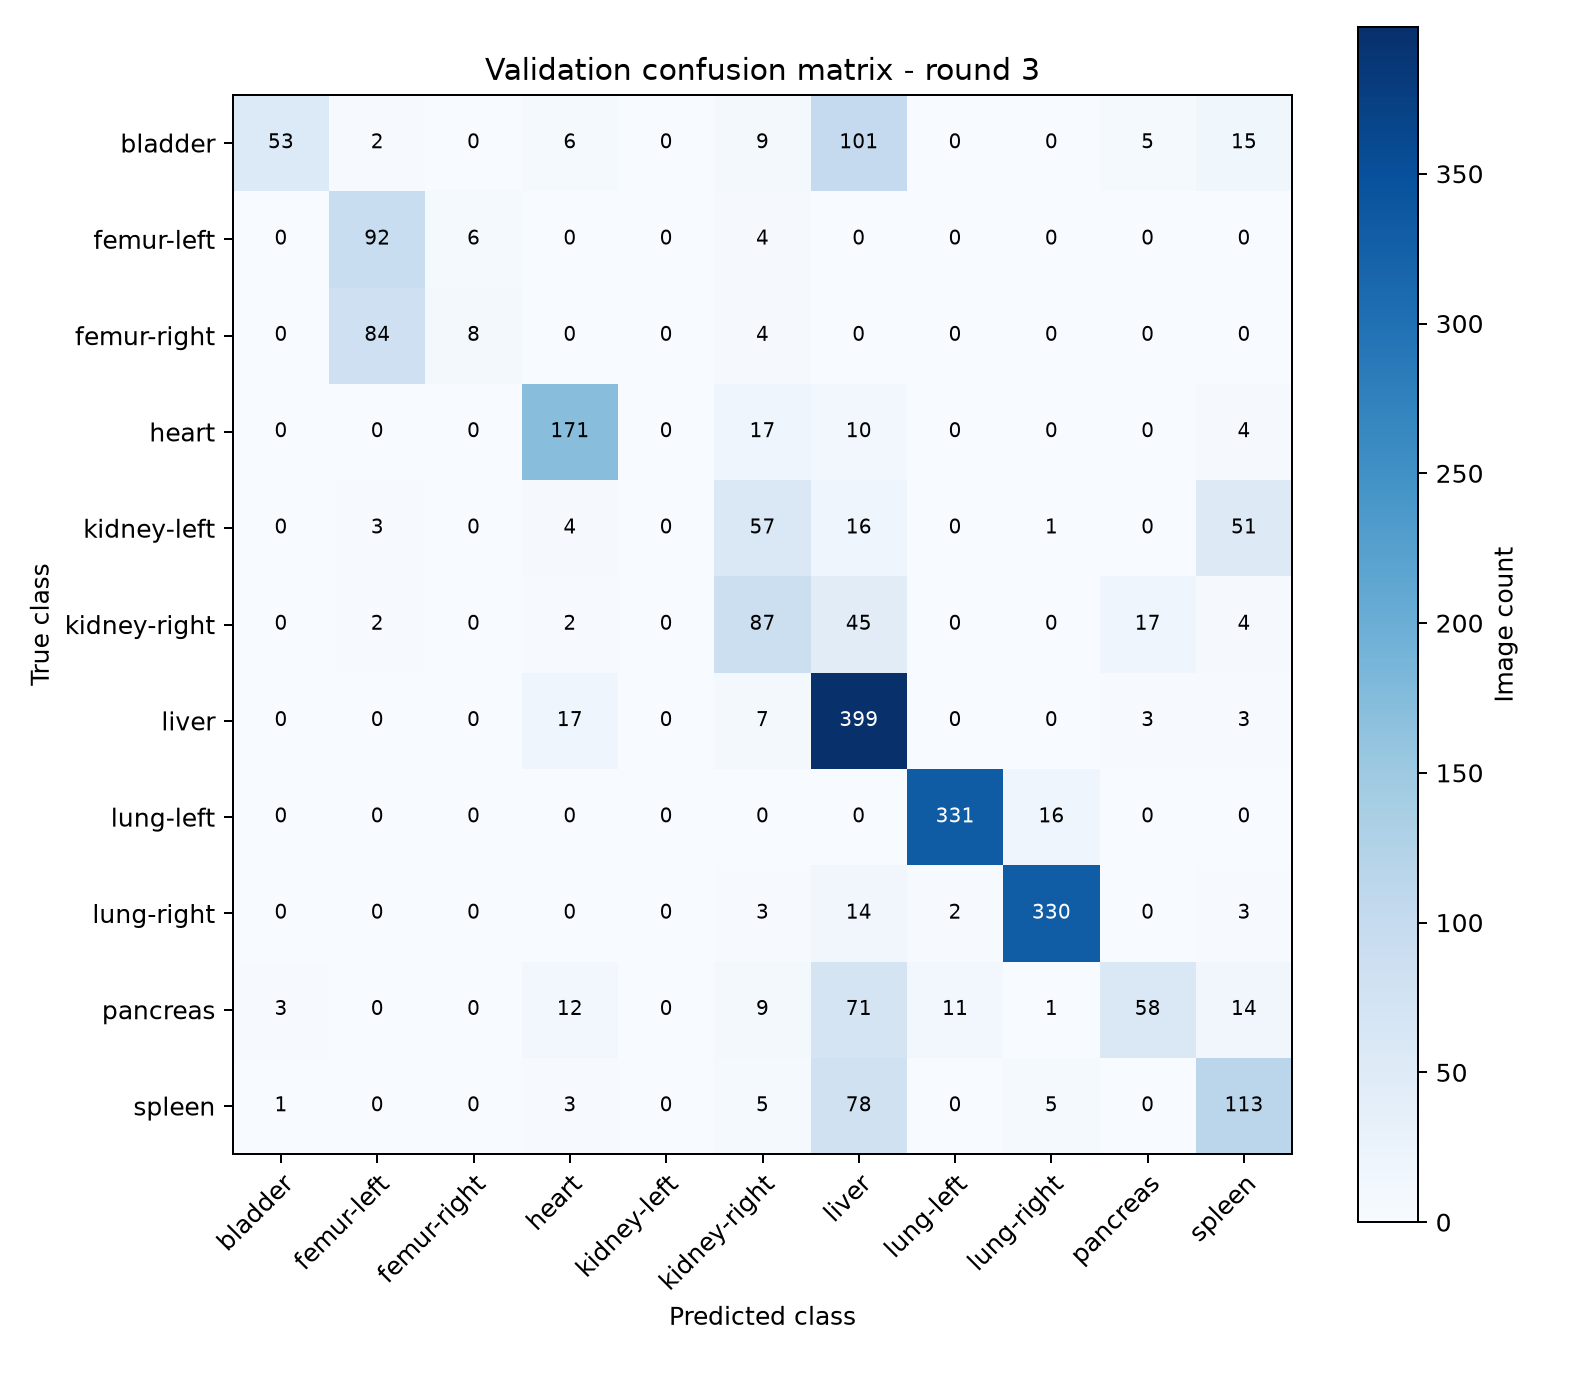 Validation confusion matrix - round 3
bladder 53 2 0 6 0 9 101 0 0 5 15
femur-left 0 92 6 0 0 4 0 0 0 0 0
femur-right 0 84 8 0 0 4 0 0 0 0 0
heart 0 0 0 171 0 17 10 0 0 0 4
kidney-left 0 3 0 4 0 57 16 0 1 0 51
kidney-right 0 2 0 2 0 87 45 0 0 17 4
liver 0 0 0 17 0 7 399 0 0 3 3
lung-left 0 0 0 0 0 0 0 331 16 0 0
lung-right 0 0 0 0 0 3 14 2 330 0 3
pancreas 3 0 0 12 0 9 71 11 1 58 14
spleen 1 0 0 3 0 5 78 0 5 0 113
bladder femur-left femur-right heart kidney-left kidney-right liver lung-left lung-right pancreas spleen
Predicted class
True class
350
300
250
200
150
100
50
0
Image count